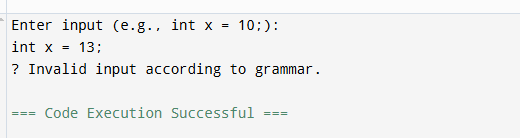 Enter input (e.g., int x = 10;):
int x = 13;
? Invalid input according to grammar.
=== Code Execution Successful ===